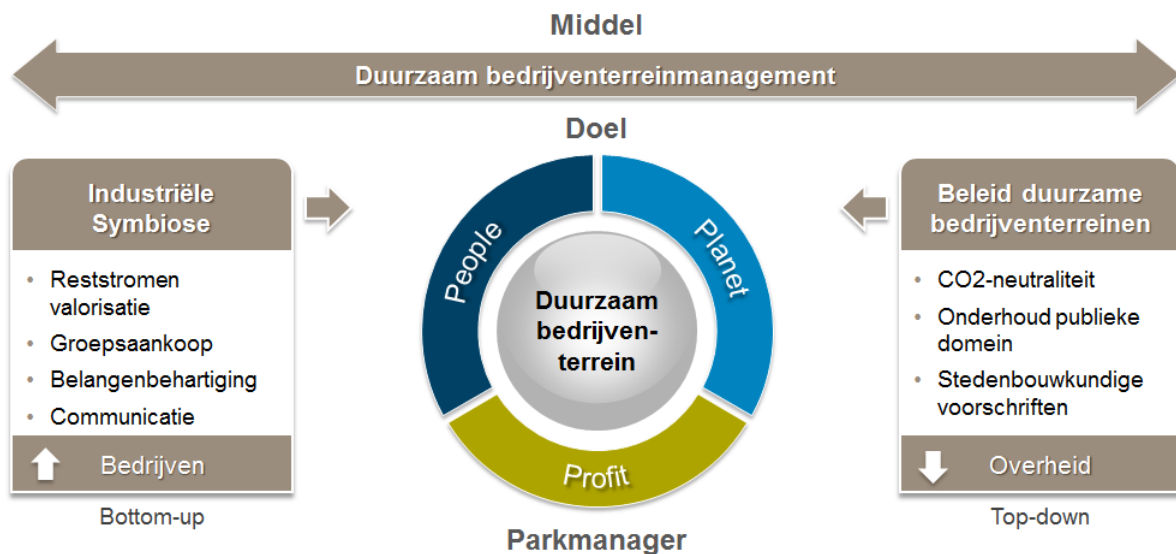 Middel
Duurzaam bedrijventerreinmanagement
Doel
Industriële
Symbiose
• Reststromen
valorisatie
• Groepsaankoop
• Belangenbehartiging
• Communicatie
Bedrijven
Bottom-up
People
Planet
Profit
Duurzaam
bedrijven-
terrein
Parkmanager
Beleid duurzame
bedrijventerreinen
• CO2-neutraliteit
• Onderhoud publieke
domein
• Stedenbouwkundige
voorschriften
Overheid
Top-down